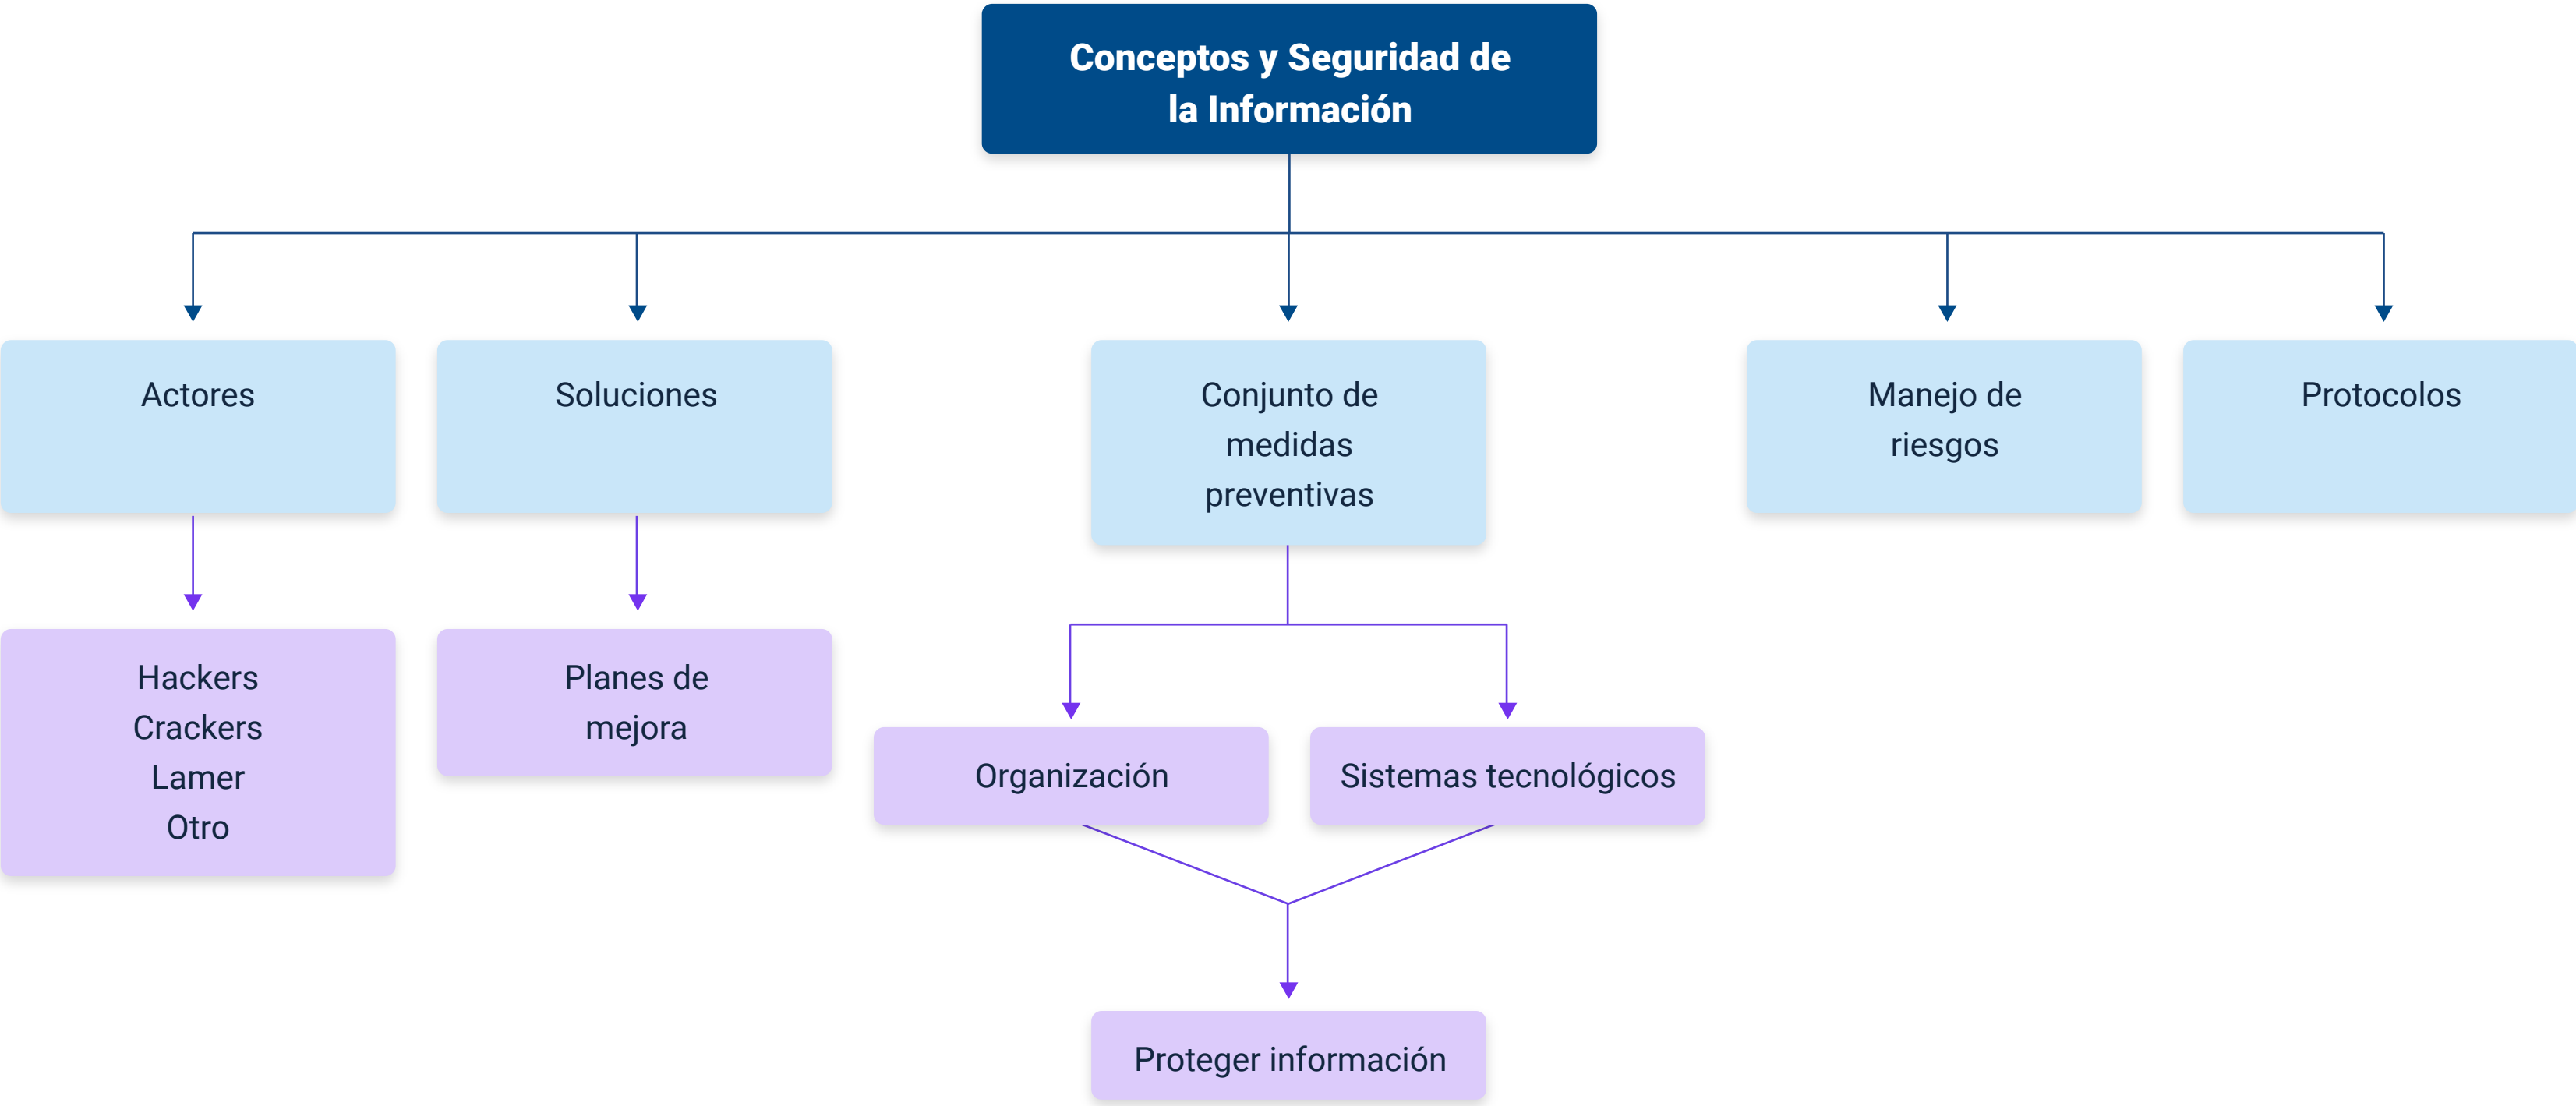 Conceptos y Seguridad de
la Información
Actores
Soluciones
Conjunto de
medidas
preventivas
Manejo de
riesgos
Protocolos
Hackers
Crackers
Lamer
Otro
Planes de
mejora
Organización
Sistemas tecnológicos
Proteger información